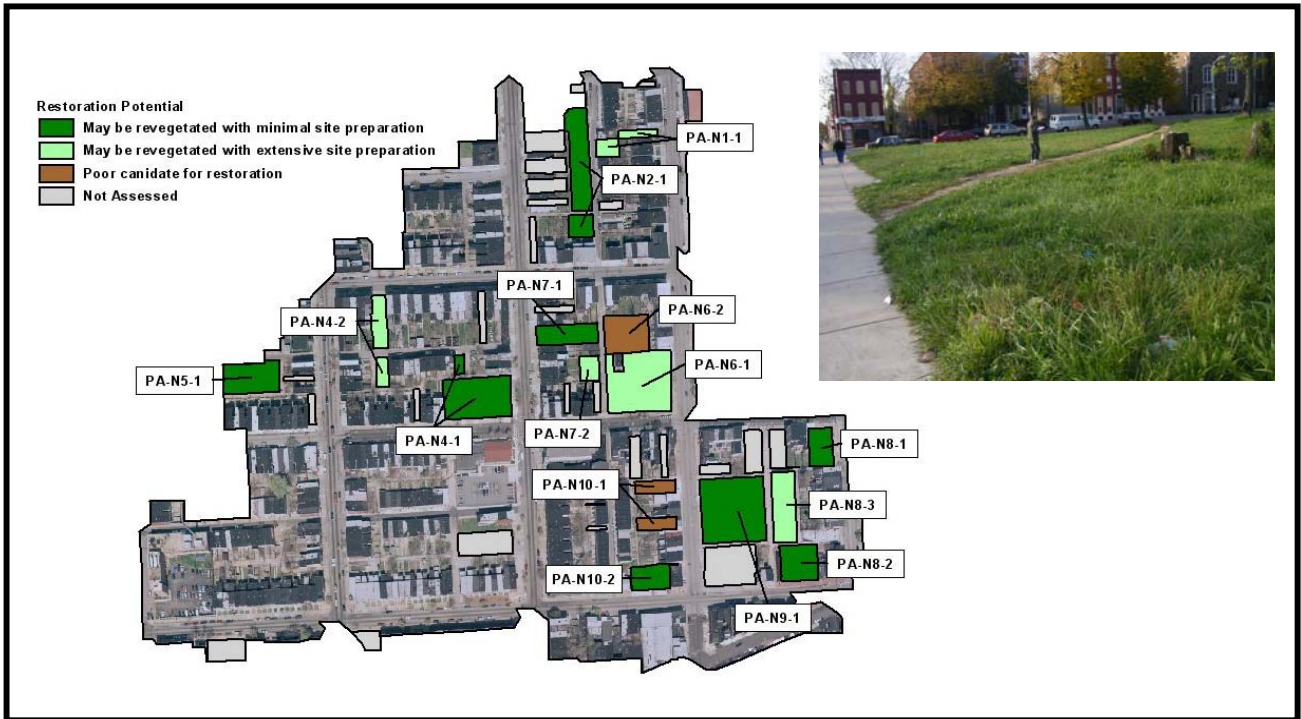 Restoration Potential
May be revegetated with minimal site preparation
May be revegetated with extensive site preparation
Poor canidate for restoration
Not Assessed
PA-N1-1
PA-N2-1
PA-N7-1
PA-N6-2
PA-N4-2
PA-N6-1
PA-N5-1
PA-N4-1
PA-N7-2
PA-N8-1
PA-N10-1
PA-N8-3
PA-N8-2
PA-N10-2
PA-N9-1